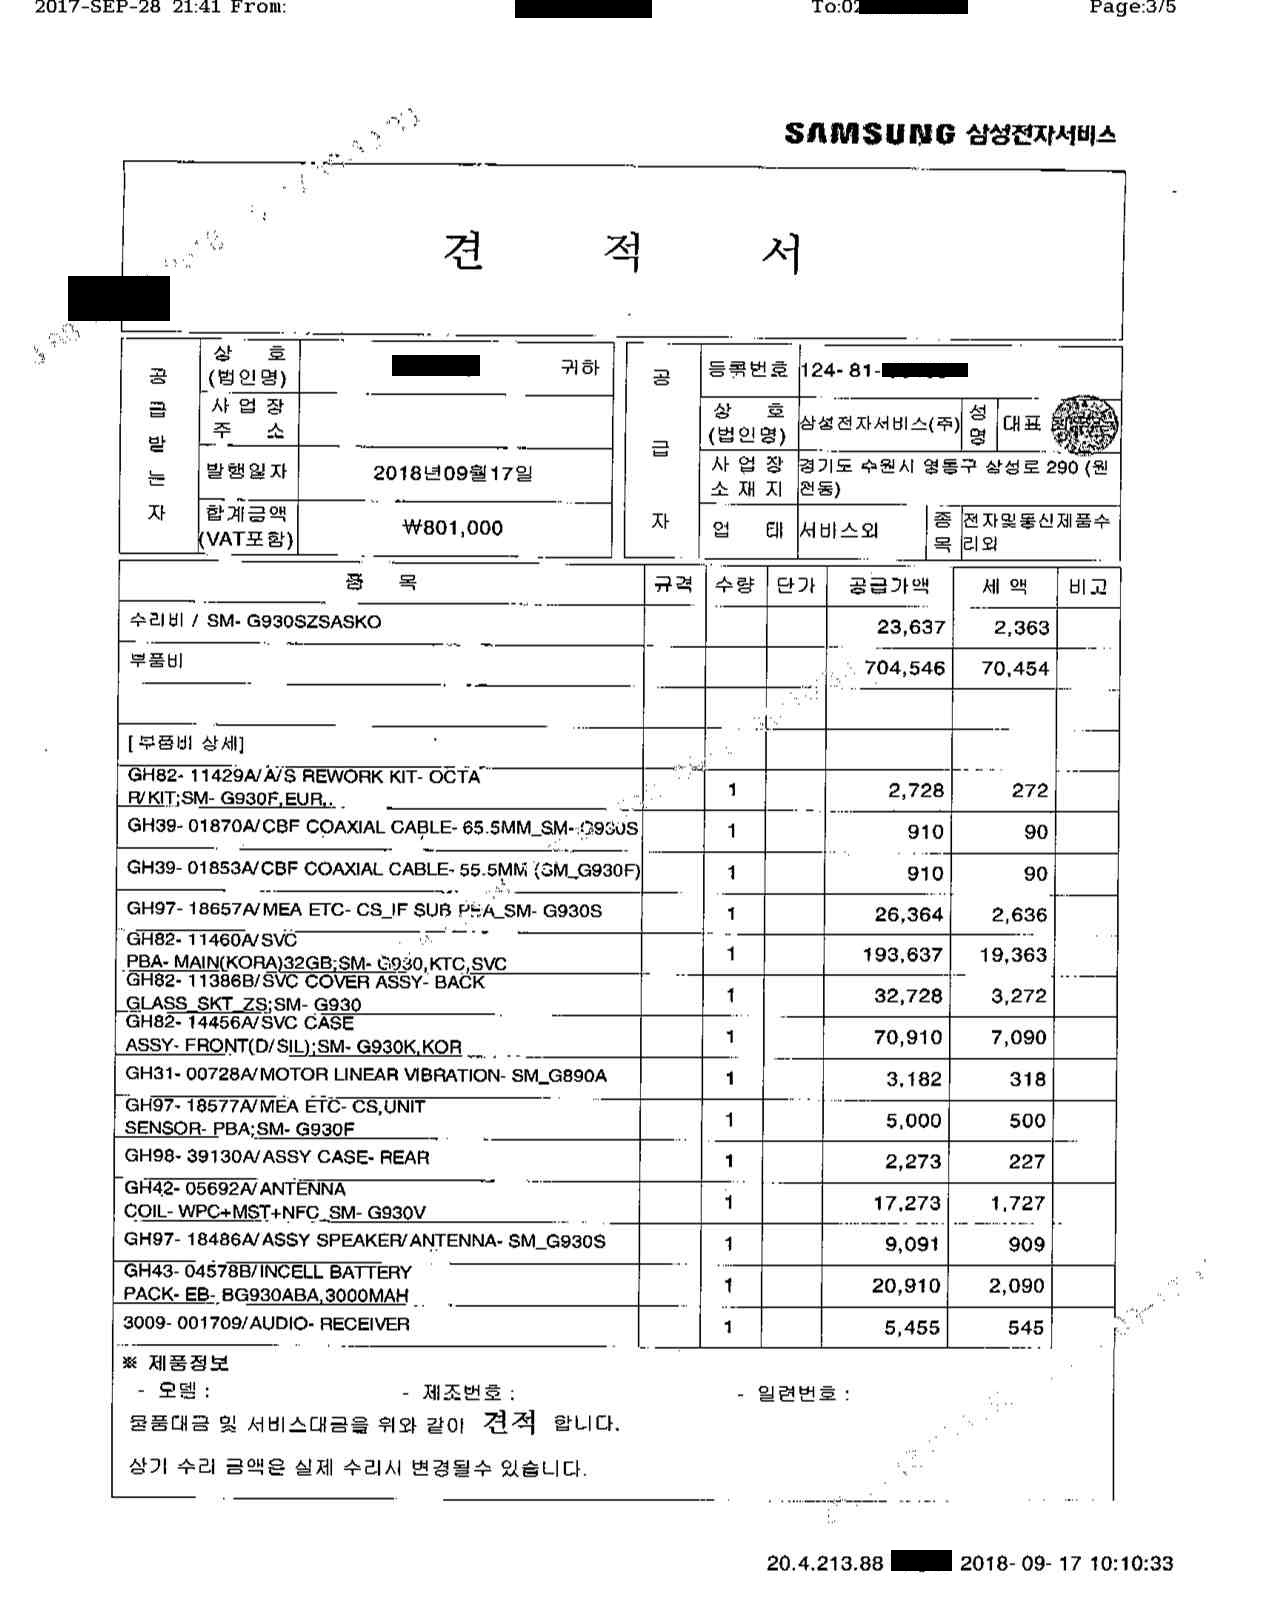 2017-SEP-28 21:41 From: To:02 Page:3/5
SAMSUNG 삼성전자서비스
견 적 서
공급받는자
상 호
(법인명) 귀하
사 업 장
주 소
발행일자 2018년09월17일
합계금액
(VAT포함) ₩801,000
공급자
등록번호 124- 81-
상 호
(법인명) 삼성전자서비스(주) 성명 대표
사 업 장
소 재 지 경기도 수원시 영통구 삼성로 290 (원
천동)
업 태 서비스외 종목 전자및통신제품수
리외
품 목 규격 수량 단가 공급가액 세 액 비고
수리비 / SM- G930SZSASKO 23,637 2,363
부품비 704,546 70,454
[부품비 상세]
GH82- 11429A/A/S REWORK KIT- OCTA
R/KIT;SM- G930F,EUR,. 1 2,728 272
GH39- 01870A/CBF COAXIAL CABLE- 65.5MM_SM- G930S 1 910 90
GH39- 01853A/CBF COAXIAL CABLE- 55.5MM (SM_G930F) 1 910 90
GH97- 18657A/MEA ETC- CS_IF SUB PBA_SM- G930S 1 26,364 2,636
GH82- 11460A/SVC
PBA- MAIN(KORA)32GB;SM- G930,KTC,SVC 1 193,637 19,363
GH82- 11386B/SVC COVER ASSY- BACK
GLASS_SKT_ZS;SM- G930 1 32,728 3,272
GH82- 14456A/SVC CASE
ASSY- FRONT(D/SIL);SM- G930K,KOR 1 70,910 7,090
GH31- 00728A/MOTOR LINEAR VIBRATION- SM_G890A 1 3,182 318
GH97- 18577A/MEA ETC- CS,UNIT
SENSOR- PBA;SM- G930F 1 5,000 500
GH98- 39130A/ASSY CASE- REAR 1 2,273 227
GH42- 05692A/ANTENNA
COIL- WPC+MST+NFC_SM- G930V 1 17,273 1,727
GH97- 18486A/ASSY SPEAKER/ANTENNA- SM_G930S 1 9,091 909
GH43- 04578B/INCELL BATTERY
PACK- EB- BG930ABA,3000MAH 1 20,910 2,090
3009- 001709/AUDIO- RECEIVER 1 5,455 545
※ 제품정보
- 모델 : - 제조번호 : - 일련번호 :
물품대금 및 서비스대금을 위와 같이 견적 합니다.
상기 수리 금액은 실제 수리시 변경될수 있습니다.
20.4.213.88 2018- 09- 17 10:10:33